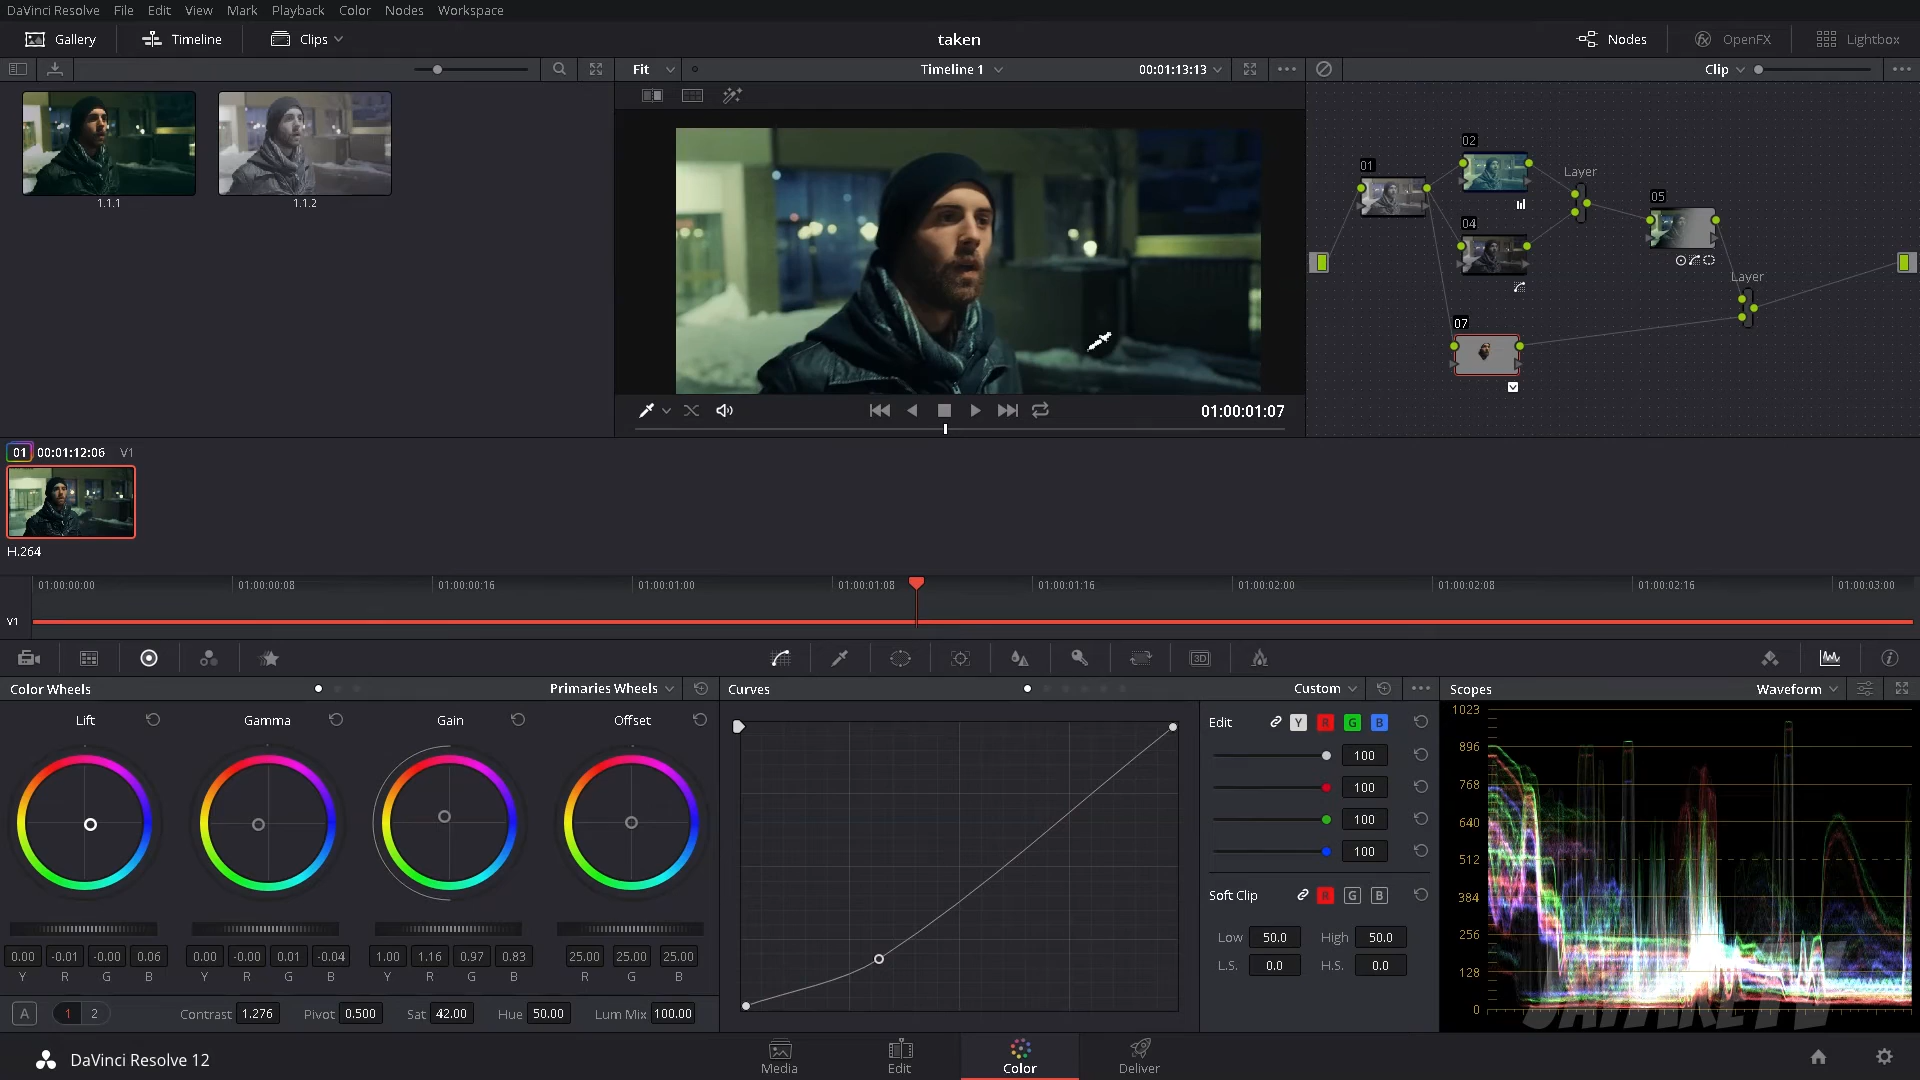 DaVinci Resolve File Edit View Mark Playback Color Nodes Workspace
Gallery Timeline Clips taken Nodes OpenFX Lightbox
Fit Timeline 1 00:01:13:13 Clip
1.1.1 1.1.2
01 02 Layer
04 05
Layer
07
01:00:01:07
01 00:01:12:06 V1
H.264
01:00:00:00 01:00:00:08 01:00:00:16 01:00:01:00 01:00:01:08 01:00:01:16 01:00:02:00 01:00:02:08 01:00:02:16 01:00:03:00
V1
3D
Color Wheels Primaries Wheels Curves Custom Scopes Waveform
Lift Gamma Gain Offset
Edit Y R G B
100
100
100
100
Soft Clip R G B
Low 50.0 High 50.0
L.S. 0.0 H.S. 0.0
1023
896
768
640
512
384
256
128
0
0.00 -0.01 -0.00 0.06 0.00 -0.00 0.01 -0.04 1.00 1.16 0.97 0.83 25.00 25.00 25.00
Y R G B Y R G B Y R G B R G B
A 1 2 Contrast 1.276 Pivot 0.500 Sat 42.00 Hue 50.00 Lum Mix 100.00
DaVinci Resolve 12 Media Edit Color Deliver